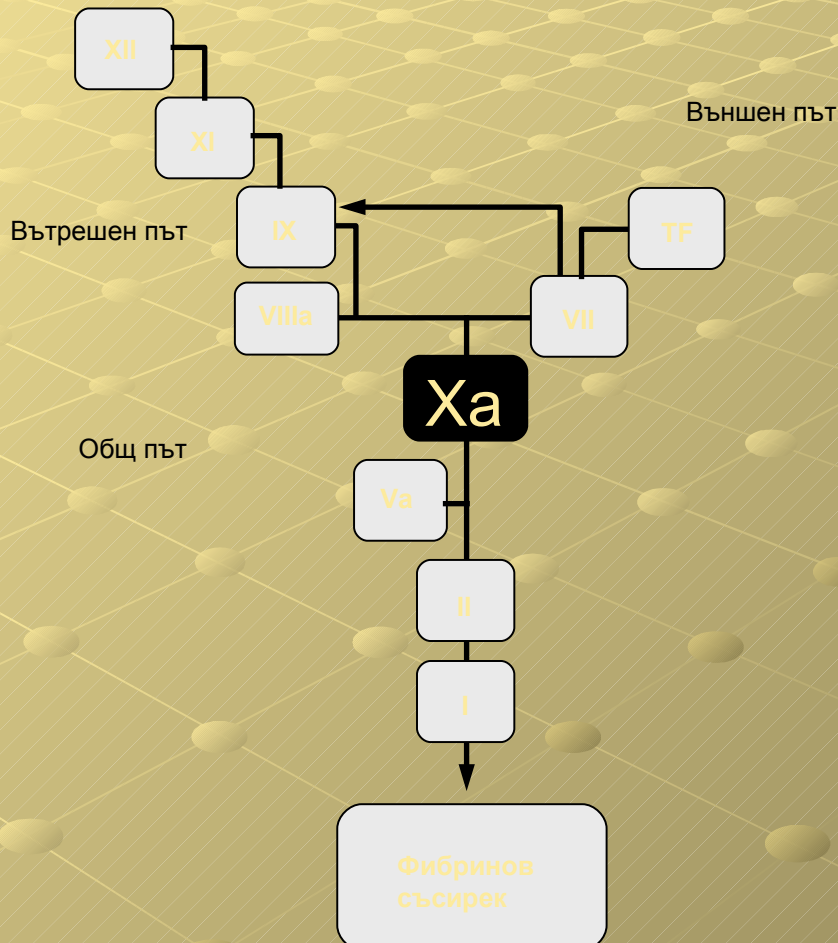 XII
Външен път
XI
Вътрешен път
IX
TF
VIIIa
VII
Xa
Общ път
Va
II
I
Фибринов
съсирек